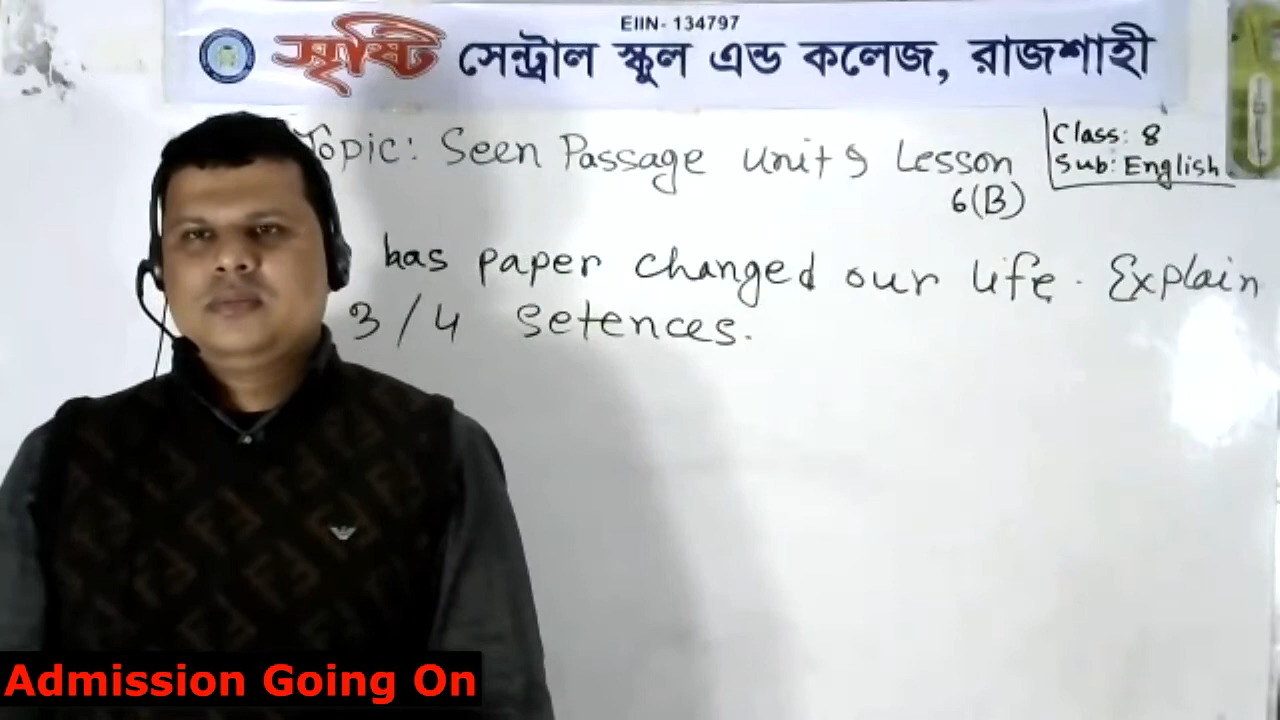 EIIN- 134797
সৃষ্টি সেন্ট্রাল স্কুল এন্ড কলেজ, রাজশাহী
Topic: Seen Passage Unit 9 Lesson
6(B)
Class: 8
Sub: English
has paper changed our life. Explain
3/4 setences.
Admission Going On